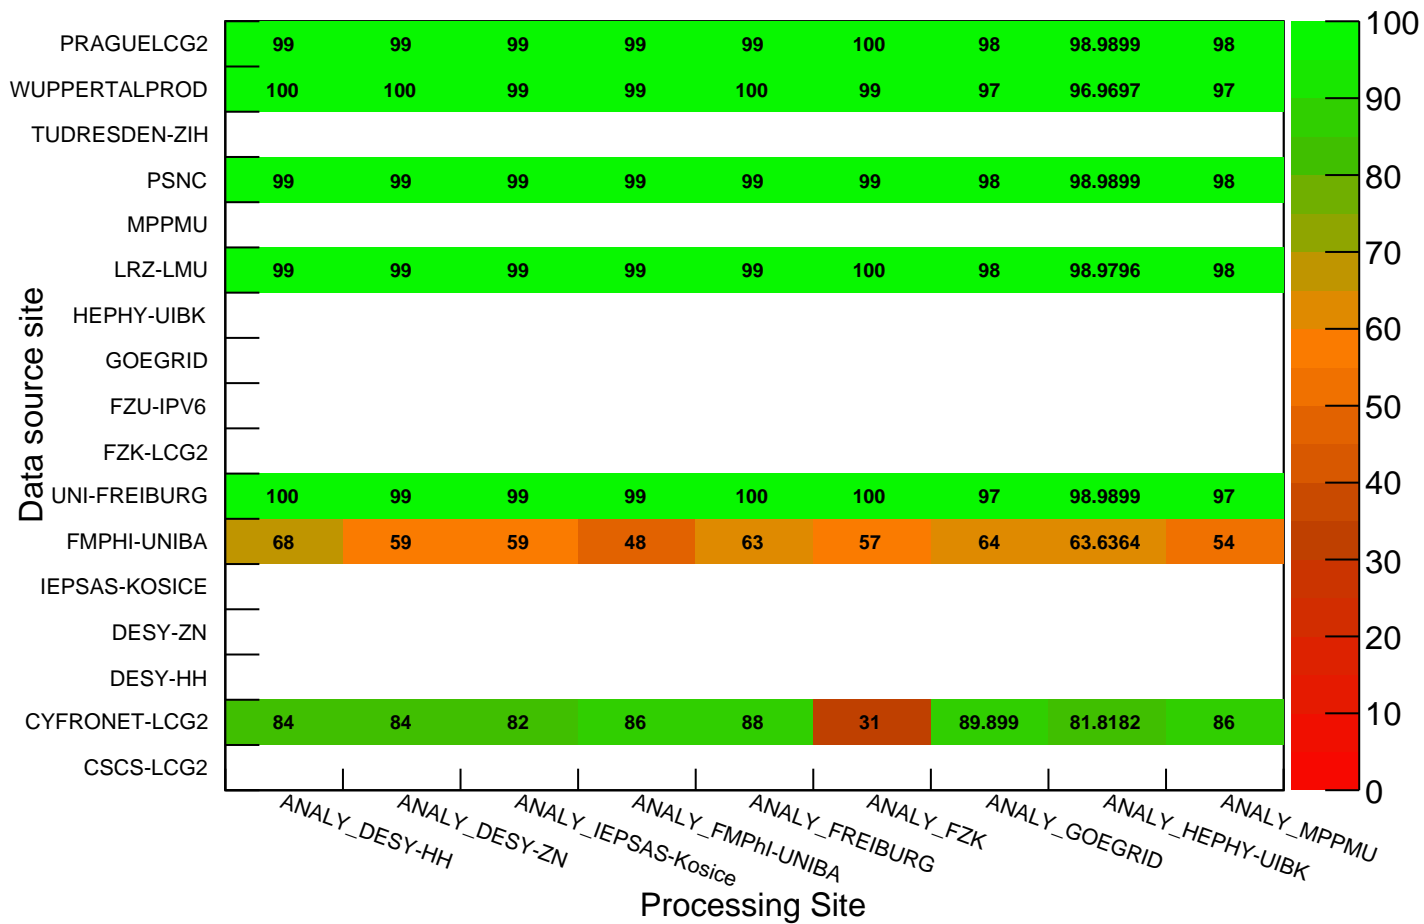 PRAGUELCG2 99 99 99 99 99 100 98 98.9899 98
WUPPERTALPROD 100 100 99 99 100 99 97 96.9697 97
TUDRESDEN-ZIH
PSNC 99 99 99 99 99 99 98 98.9899 98
MPPMU
LRZ-LMU 99 99 99 99 99 100 98 98.9796 98
HEPHY-UIBK
GOEGRID
FZU-IPV6
FZK-LCG2
UNI-FREIBURG 100 99 99 99 100 100 97 98.9899 97
FMPHI-UNIBA 68 59 59 48 63 57 64 63.6364 54
IEPSAS-KOSICE
DESY-ZN
DESY-HH
CYFRONET-LCG2 84 84 82 86 88 31 89.899 81.8182 86
CSCS-LCG2
Data source site
ANALY_DESY-HH
ANALY_DESY-ZN
ANALY_IEPSAS-Kosice
ANALY_FMPhI-UNIBA
ANALY_FREIBURG
ANALY_FZK
ANALY_GOEGRID
ANALY_HEPHY-UIBK
ANALY_MPPMU
Processing Site
100
90
80
70
60
50
40
30
20
10
0